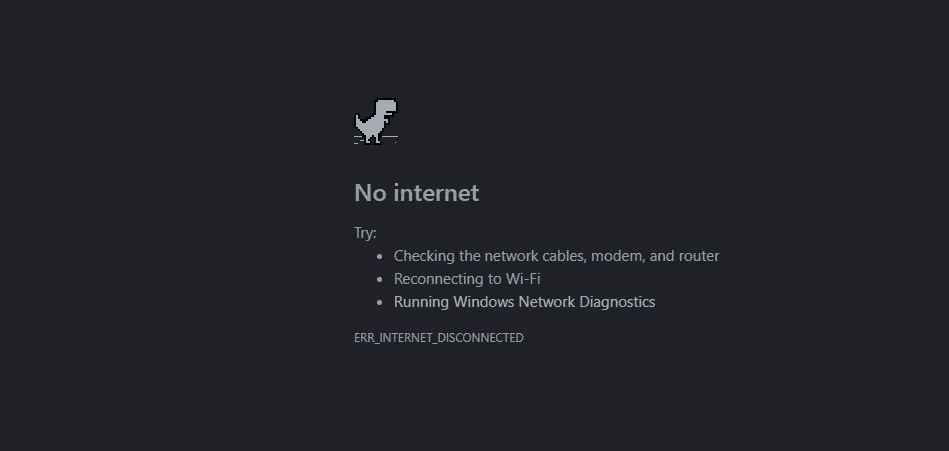 No internet
Try:
Checking the network cables, modem, and router
Reconnecting to Wi-Fi
Running Windows Network Diagnostics
ERR_INTERNET_DISCONNECTED